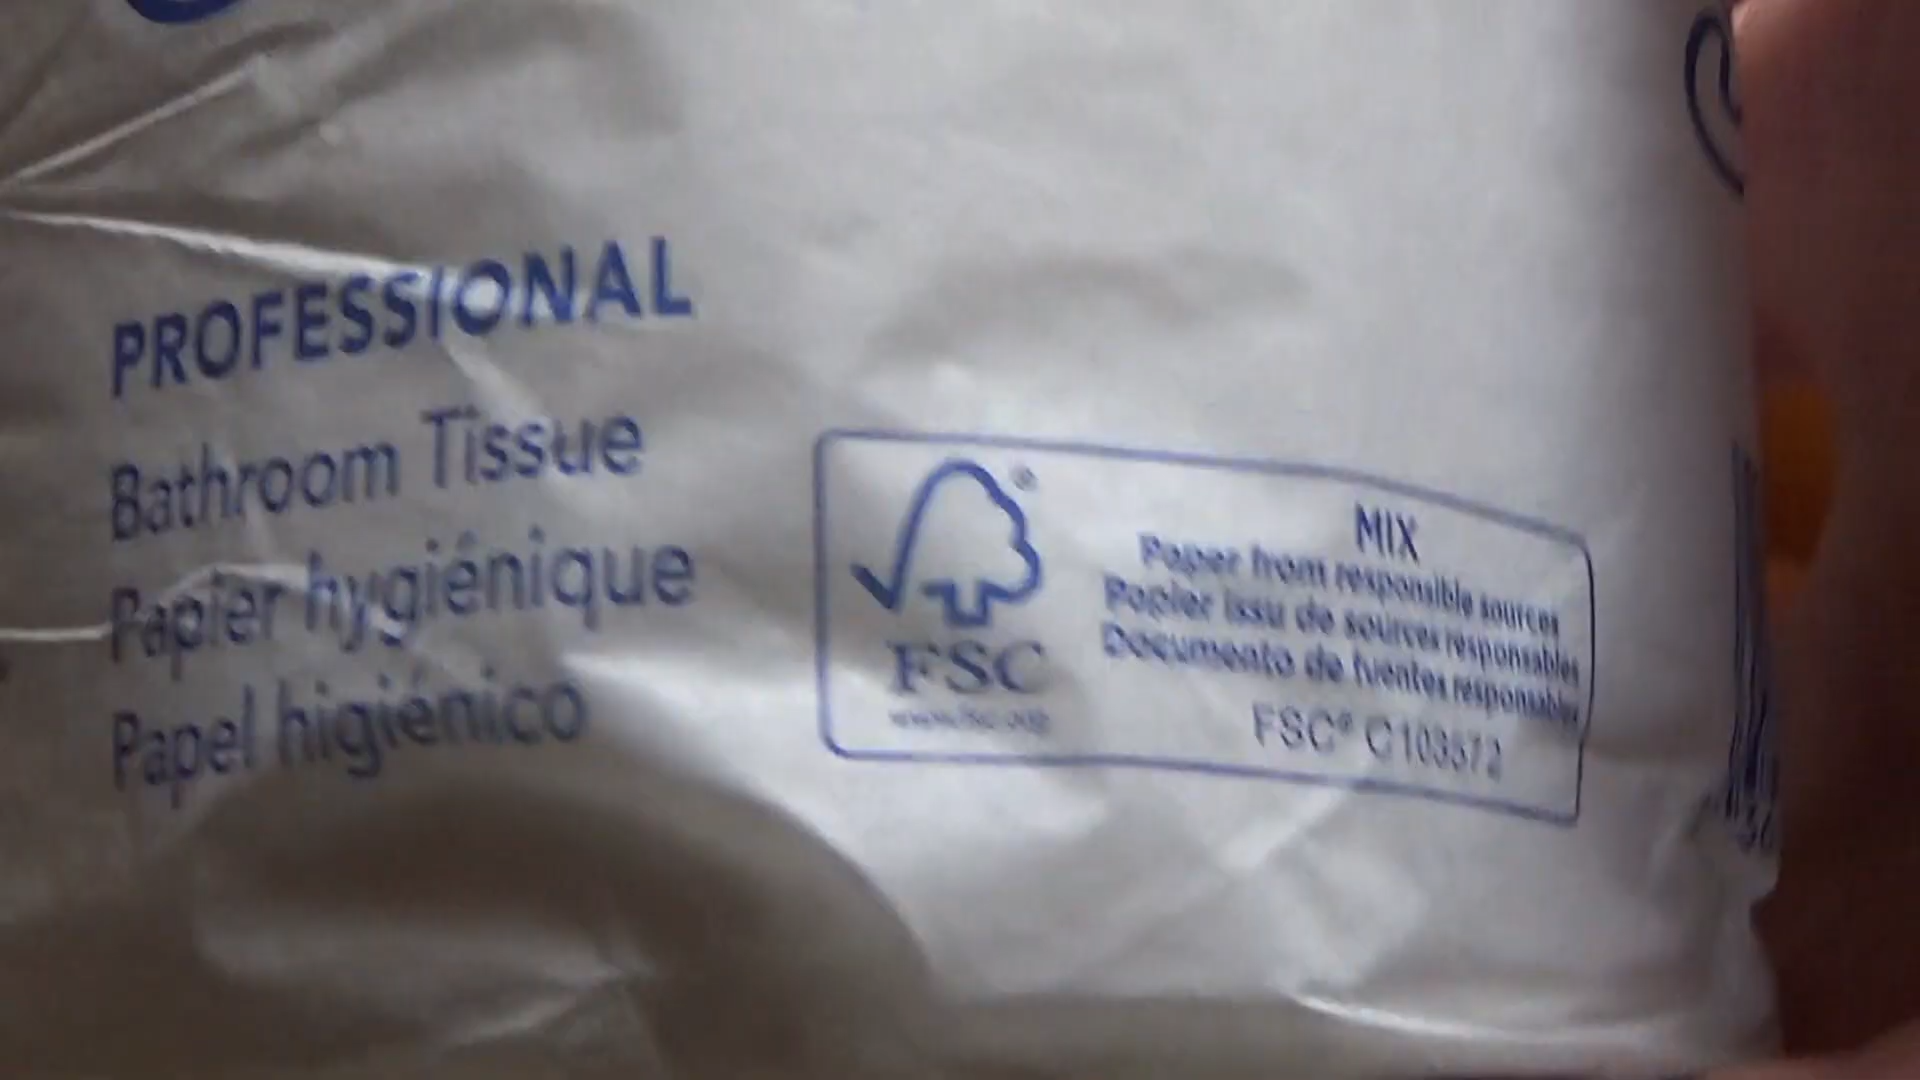 PROFESSIONAL
Bathroom Tissue
Papier hygiénique
Papel higiénico
®
FSC
www.fsc.org
MIX
Paper from responsible sources
Papier issu de sources responsables
Documento de fuentes responsables
FSC® C103572